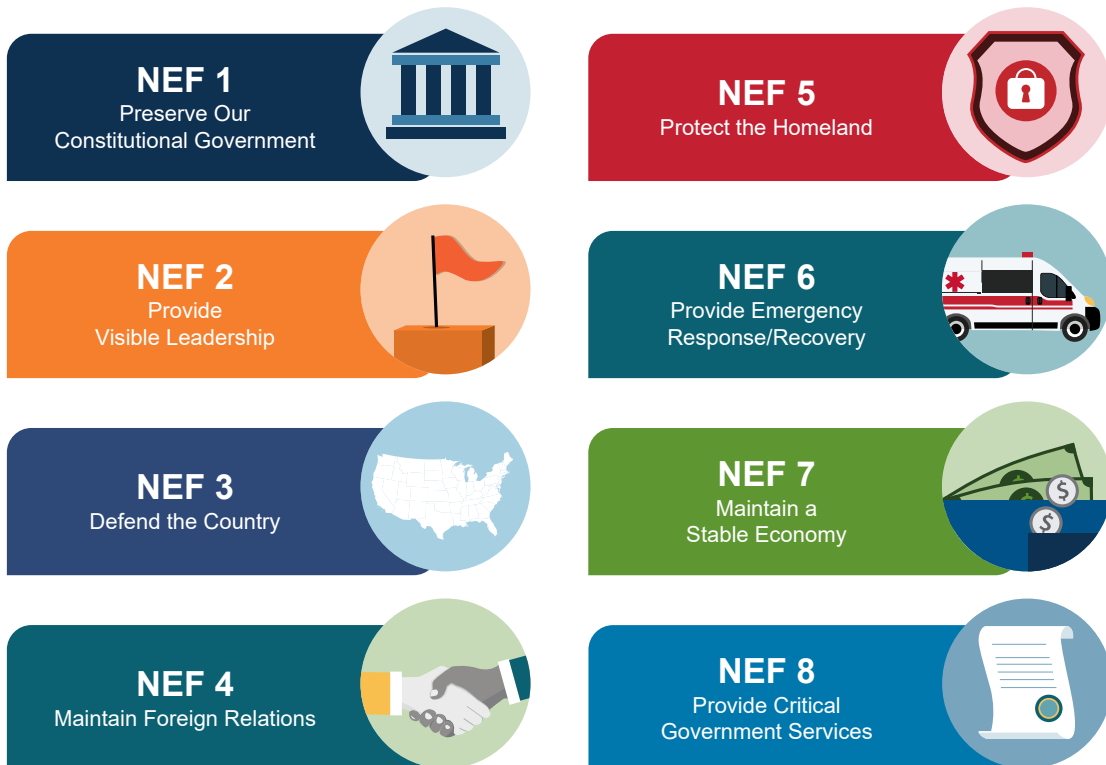 NEF 1
Preserve Our
Constitutional Government
NEF 2
Provide
Visible Leadership
NEF 3
Defend the Country
NEF 4
Maintain Foreign Relations
NEF 5
Protect the Homeland
NEF 6
Provide Emergency
Response/Recovery
NEF 7
Maintain a
Stable Economy
$
$
NEF 8
Provide Critical
Government Services